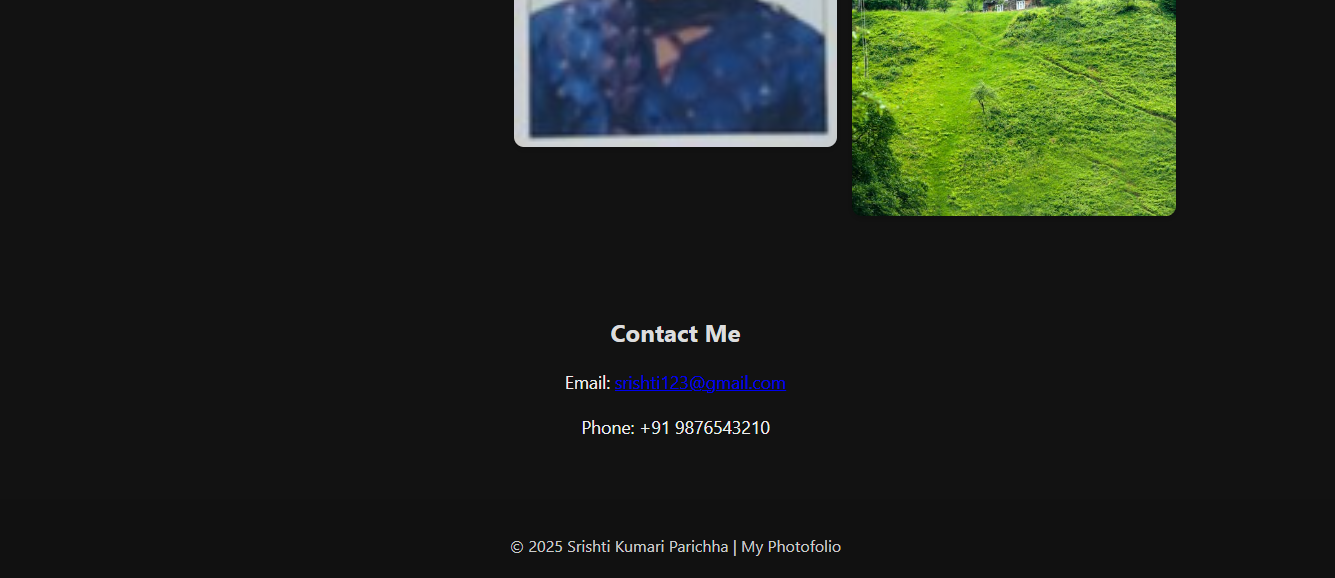 Contact Me
Email: srishti123@gmail.com
Phone: +91 9876543210
© 2025 Srishti Kumari Parichha | My Photofolio